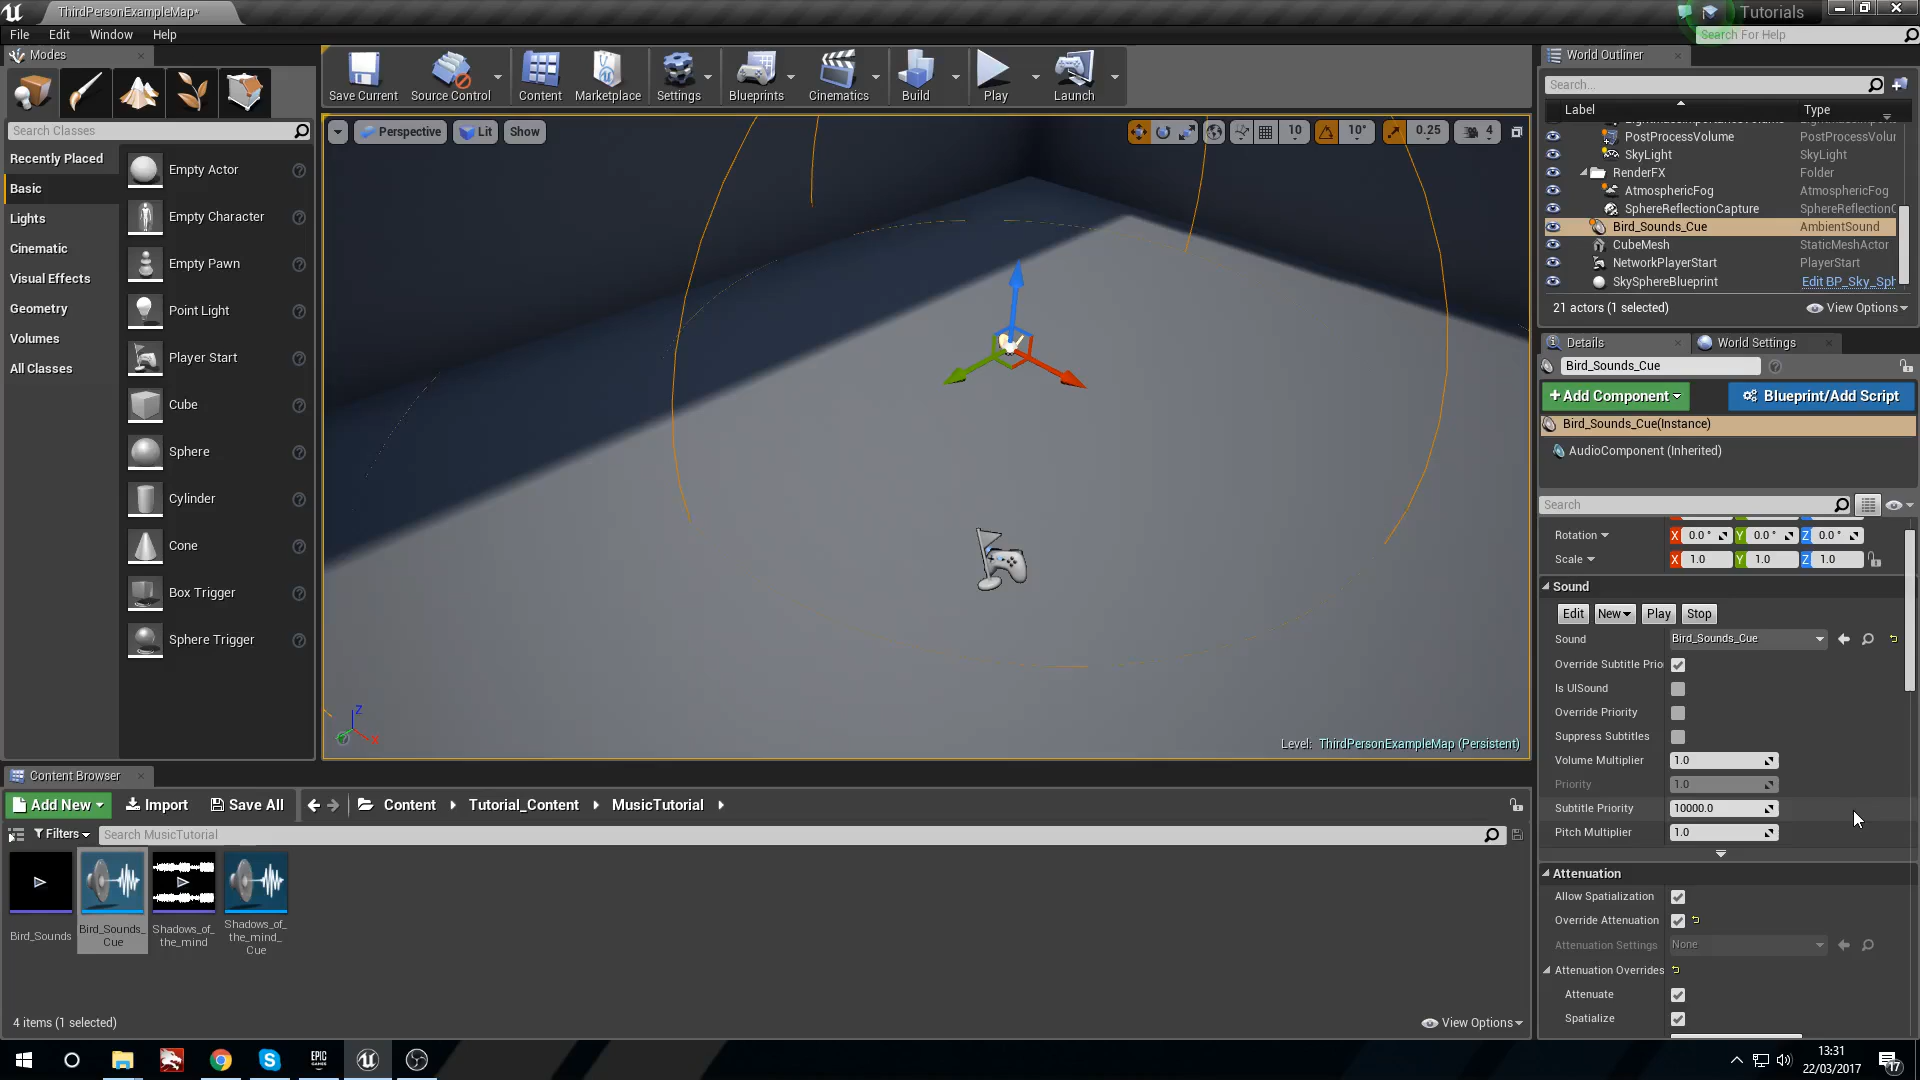 ThirdPersonExampleMap*
Tutorials
File Edit Window Help
Search For Help
Modes
Search Classes
Recently Placed
Basic
Lights
Cinematic
Visual Effects
Geometry
Volumes
All Classes
Empty Actor
Empty Character
Empty Pawn
Point Light
Player Start
Cube
Sphere
Cylinder
Cone
Box Trigger
Sphere Trigger
Save Current
Source Control
Content
Marketplace
Settings
Blueprints
Cinematics
Build
Play
Launch
Perspective
Lit
Show
10
10°
0.25
4
Z
X
Level: ThirdPersonExampleMap (Persistent)
World Outliner
Search...
Label Type
PostProcessVolume PostProcessVolur
SkyLight SkyLight
RenderFX Folder
AtmosphericFog AtmosphericFog
SphereReflectionCapture SphereReflectionC
Bird_Sounds_Cue AmbientSound
CubeMesh StaticMeshActor
NetworkPlayerStart PlayerStart
SkySphereBlueprint Edit BP_Sky_Sph
21 actors (1 selected)
View Options
Details
World Settings
Bird_Sounds_Cue
+Add Component
Blueprint/Add Script
Bird_Sounds_Cue(Instance)
AudioComponent (Inherited)
Search
Rotation X 0.0 ° Y 0.0 ° Z 0.0 °
Scale X 1.0 Y 1.0 Z 1.0
Sound
Edit New Play Stop
Sound Bird_Sounds_Cue
Override Subtitle Prio
Is UISound
Override Priority
Suppress Subtitles
Volume Multiplier 1.0
Priority 1.0
Subtitle Priority 10000.0
Pitch Multiplier 1.0
Attenuation
Allow Spatialization
Override Attenuation
Attenuation Settings None
Attenuation Overrides
Attenuate
Spatialize
Content Browser
Add New Import Save All Content Tutorial_Content MusicTutorial
Filters Search MusicTutorial
Bird_Sounds
Bird_Sounds_
Cue
Shadows_of_
the_mind
Shadows_of_
the_mind_
Cue
4 items (1 selected)
View Options
EPIC
GAMES
13:31
22/03/2017
17